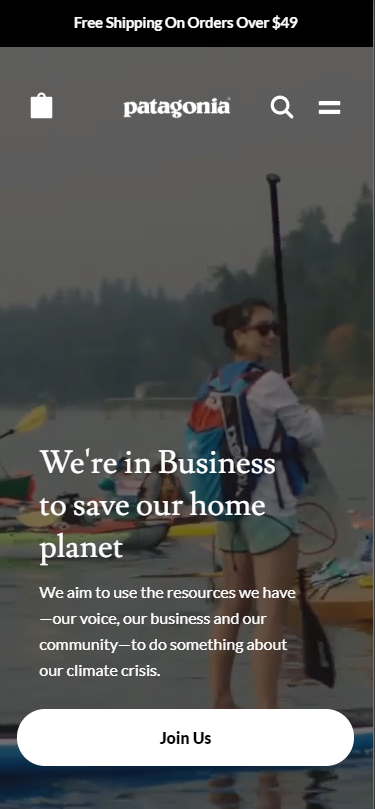 Free Shipping On Orders Over $49
patagonia
We're in Business
to save our home
planet
We aim to use the resources we have
—our voice, our business and our
community—to do something about
our climate crisis.
Join Us